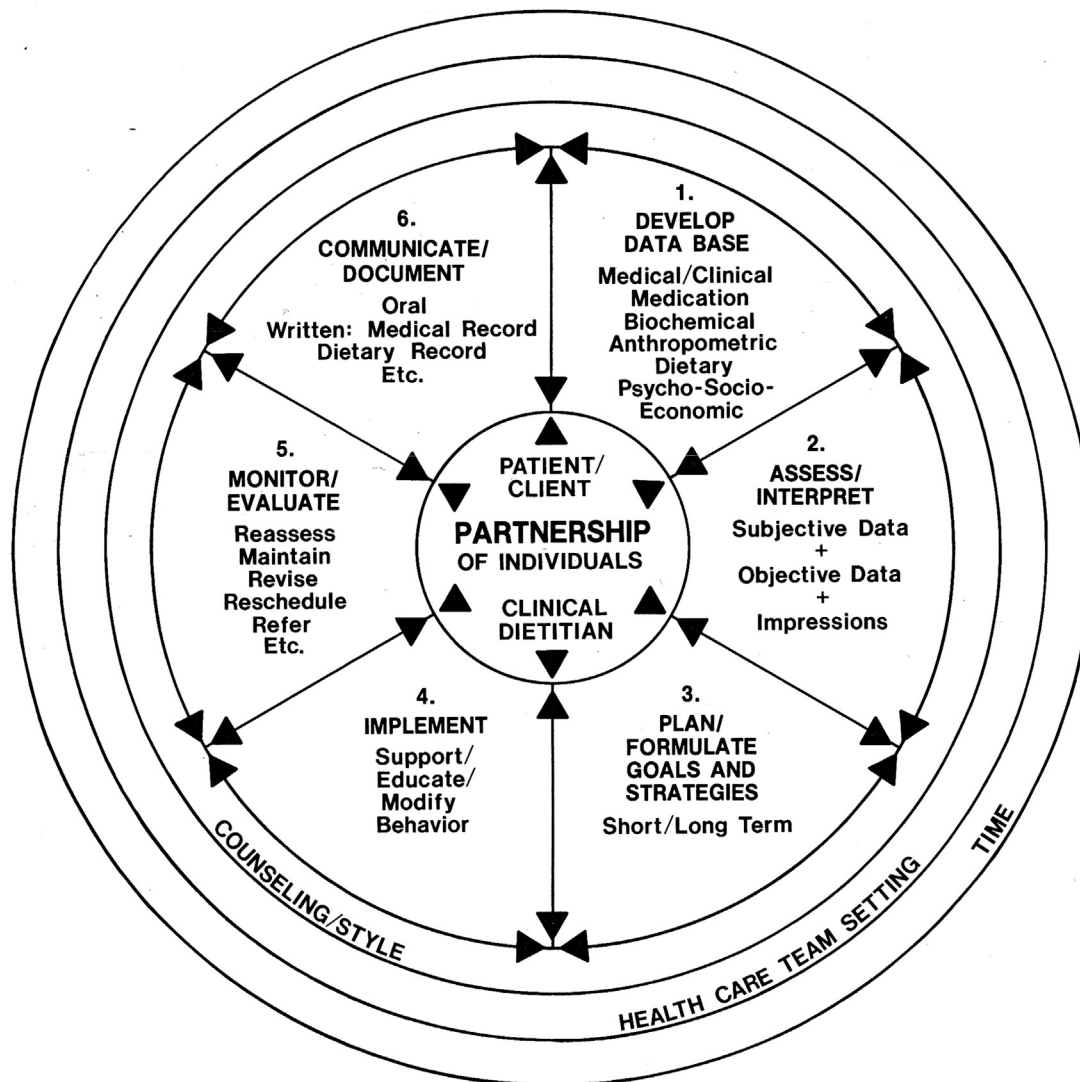 1.
DEVELOP
DATA BASE
Medical/Clinical
Medication
Biochemical
Anthropometric
Dietary
Psycho-Socio-
Economic
2.
ASSESS/
INTERPRET
Subjective Data
+
Objective Data
+
Impressions
3.
PLAN/
FORMULATE
GOALS AND
STRATEGIES
Short/Long Term
4.
IMPLEMENT
Support/
Educate/
Modify
Behavior
5.
MONITOR/
EVALUATE
Reassess
Maintain
Revise
Reschedule
Refer
Etc.
6.
COMMUNICATE/
DOCUMENT
Oral
Written: Medical Record
Dietary Record
Etc.
PATIENT/
CLIENT
PARTNERSHIP
OF INDIVIDUALS
CLINICAL
DIETITIAN
COUNSELING/STYLE
HEALTH CARE TEAM SETTING
TIME